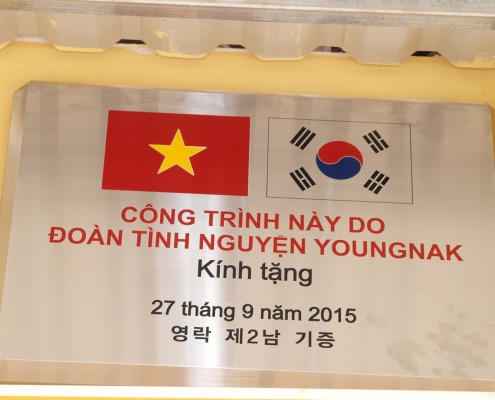 CÔNG TRÌNH NÀY DO
ĐOÀN TÌNH NGUYỆN YOUNGNAK
Kính tặng
27 tháng 9 năm 2015
영락 제2남 기증